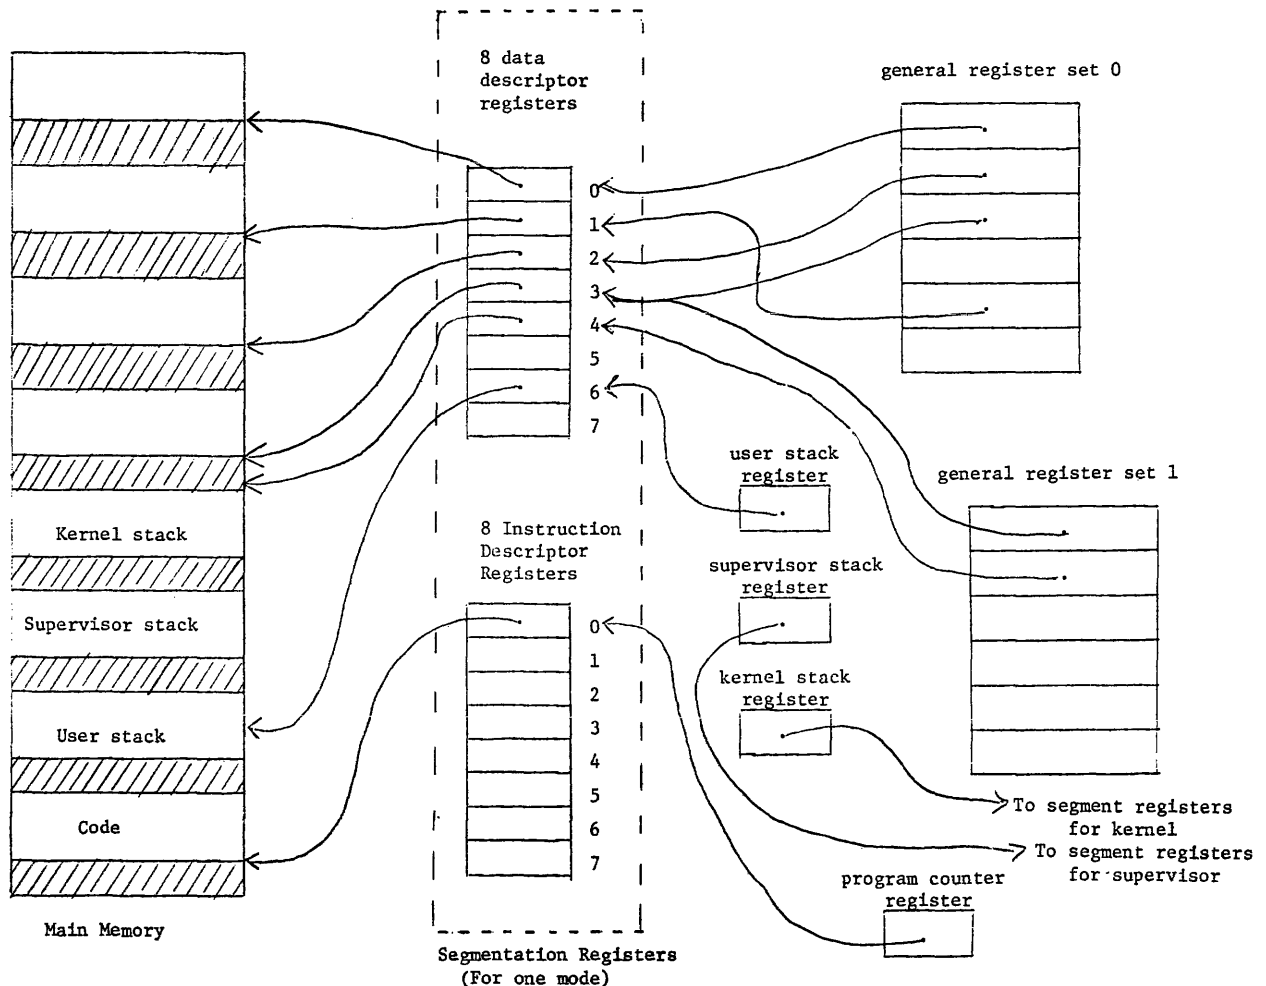 8 data
descriptor
registers
general register set 0
0
1
2
3
4
5
6
7
user stack
register
general register set 1
Kernel stack
8 Instruction
Descriptor
Registers
supervisor stack
register
Supervisor stack
0
1
2
3
4
5
6
7
kernel stack
register
User stack
To segment registers
for kernel
To segment registers
for supervisor
Code
program counter
register
Main Memory
Segmentation Registers
(For one mode)